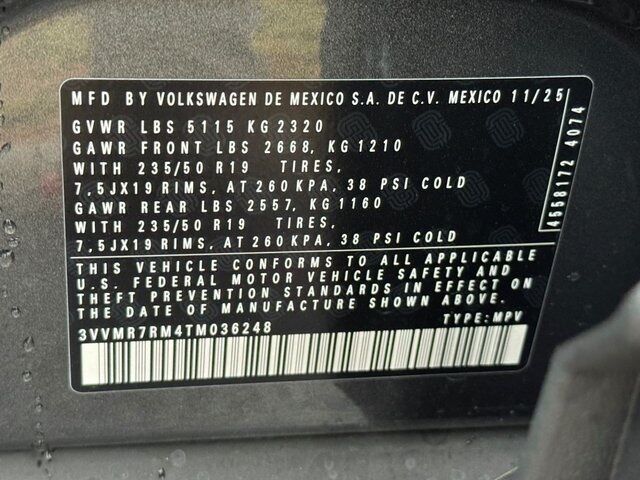 MFD BY VOLKSWAGEN DE MEXICO S.A. DE C.V. MEXICO 11/25
GVWR LBS 5115 KG 2320
GAWR FRONT LBS 2668, KG 1210
WITH 235/50 R19 TIRES,
7,5JX19 RIMS, AT 260 KPA, 38 PSI COLD
GAWR REAR LBS 2557, KG 1160
WITH 235/50 R19 TIRES,
7,5JX19 RIMS, AT 260 KPA, 38 PSI COLD
4558172 4074
THIS VEHICLE CONFORMS TO ALL APPLICABLE
U.S. FEDERAL MOTOR VEHICLE SAFETY AND
THEFT PREVENTION STANDARDS IN EFFECT ON
THE DATE OF MANUFACTURE SHOWN ABOVE.
3VVMR7RM4TM036248 TYPE: MPV